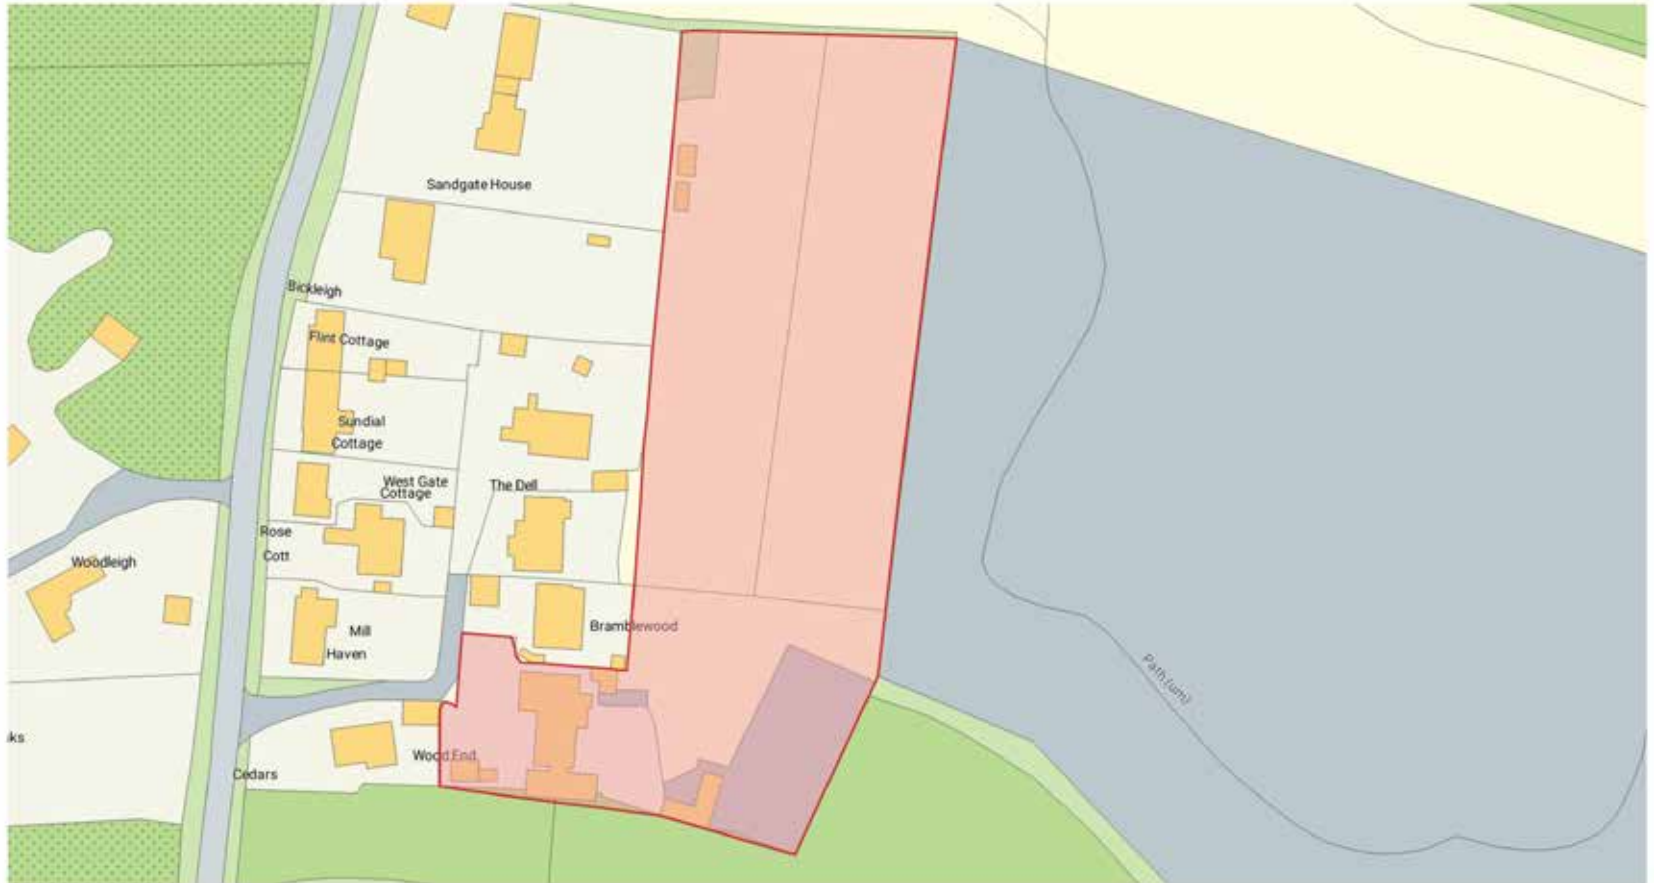 Sandgate House
Bickleigh
Flint Cottage
Sundial
Cottage
West Gate
Cottage
The Dell
Rose
Cott
Woodleigh
Mill
Haven
Bramblewood
Path (um)
iks
Wood End
Cedars